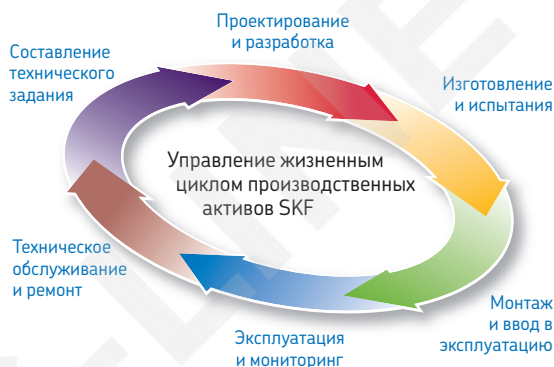 Проектирование
и разработка
Составление
технического
задания
Изготовление
и испытания
Управление жизненным
циклом производственных
активов SKF
Техническое
обслуживание
и ремонт
Монтаж
и ввод в
эксплуатацию
Эксплуатация
и мониторинг